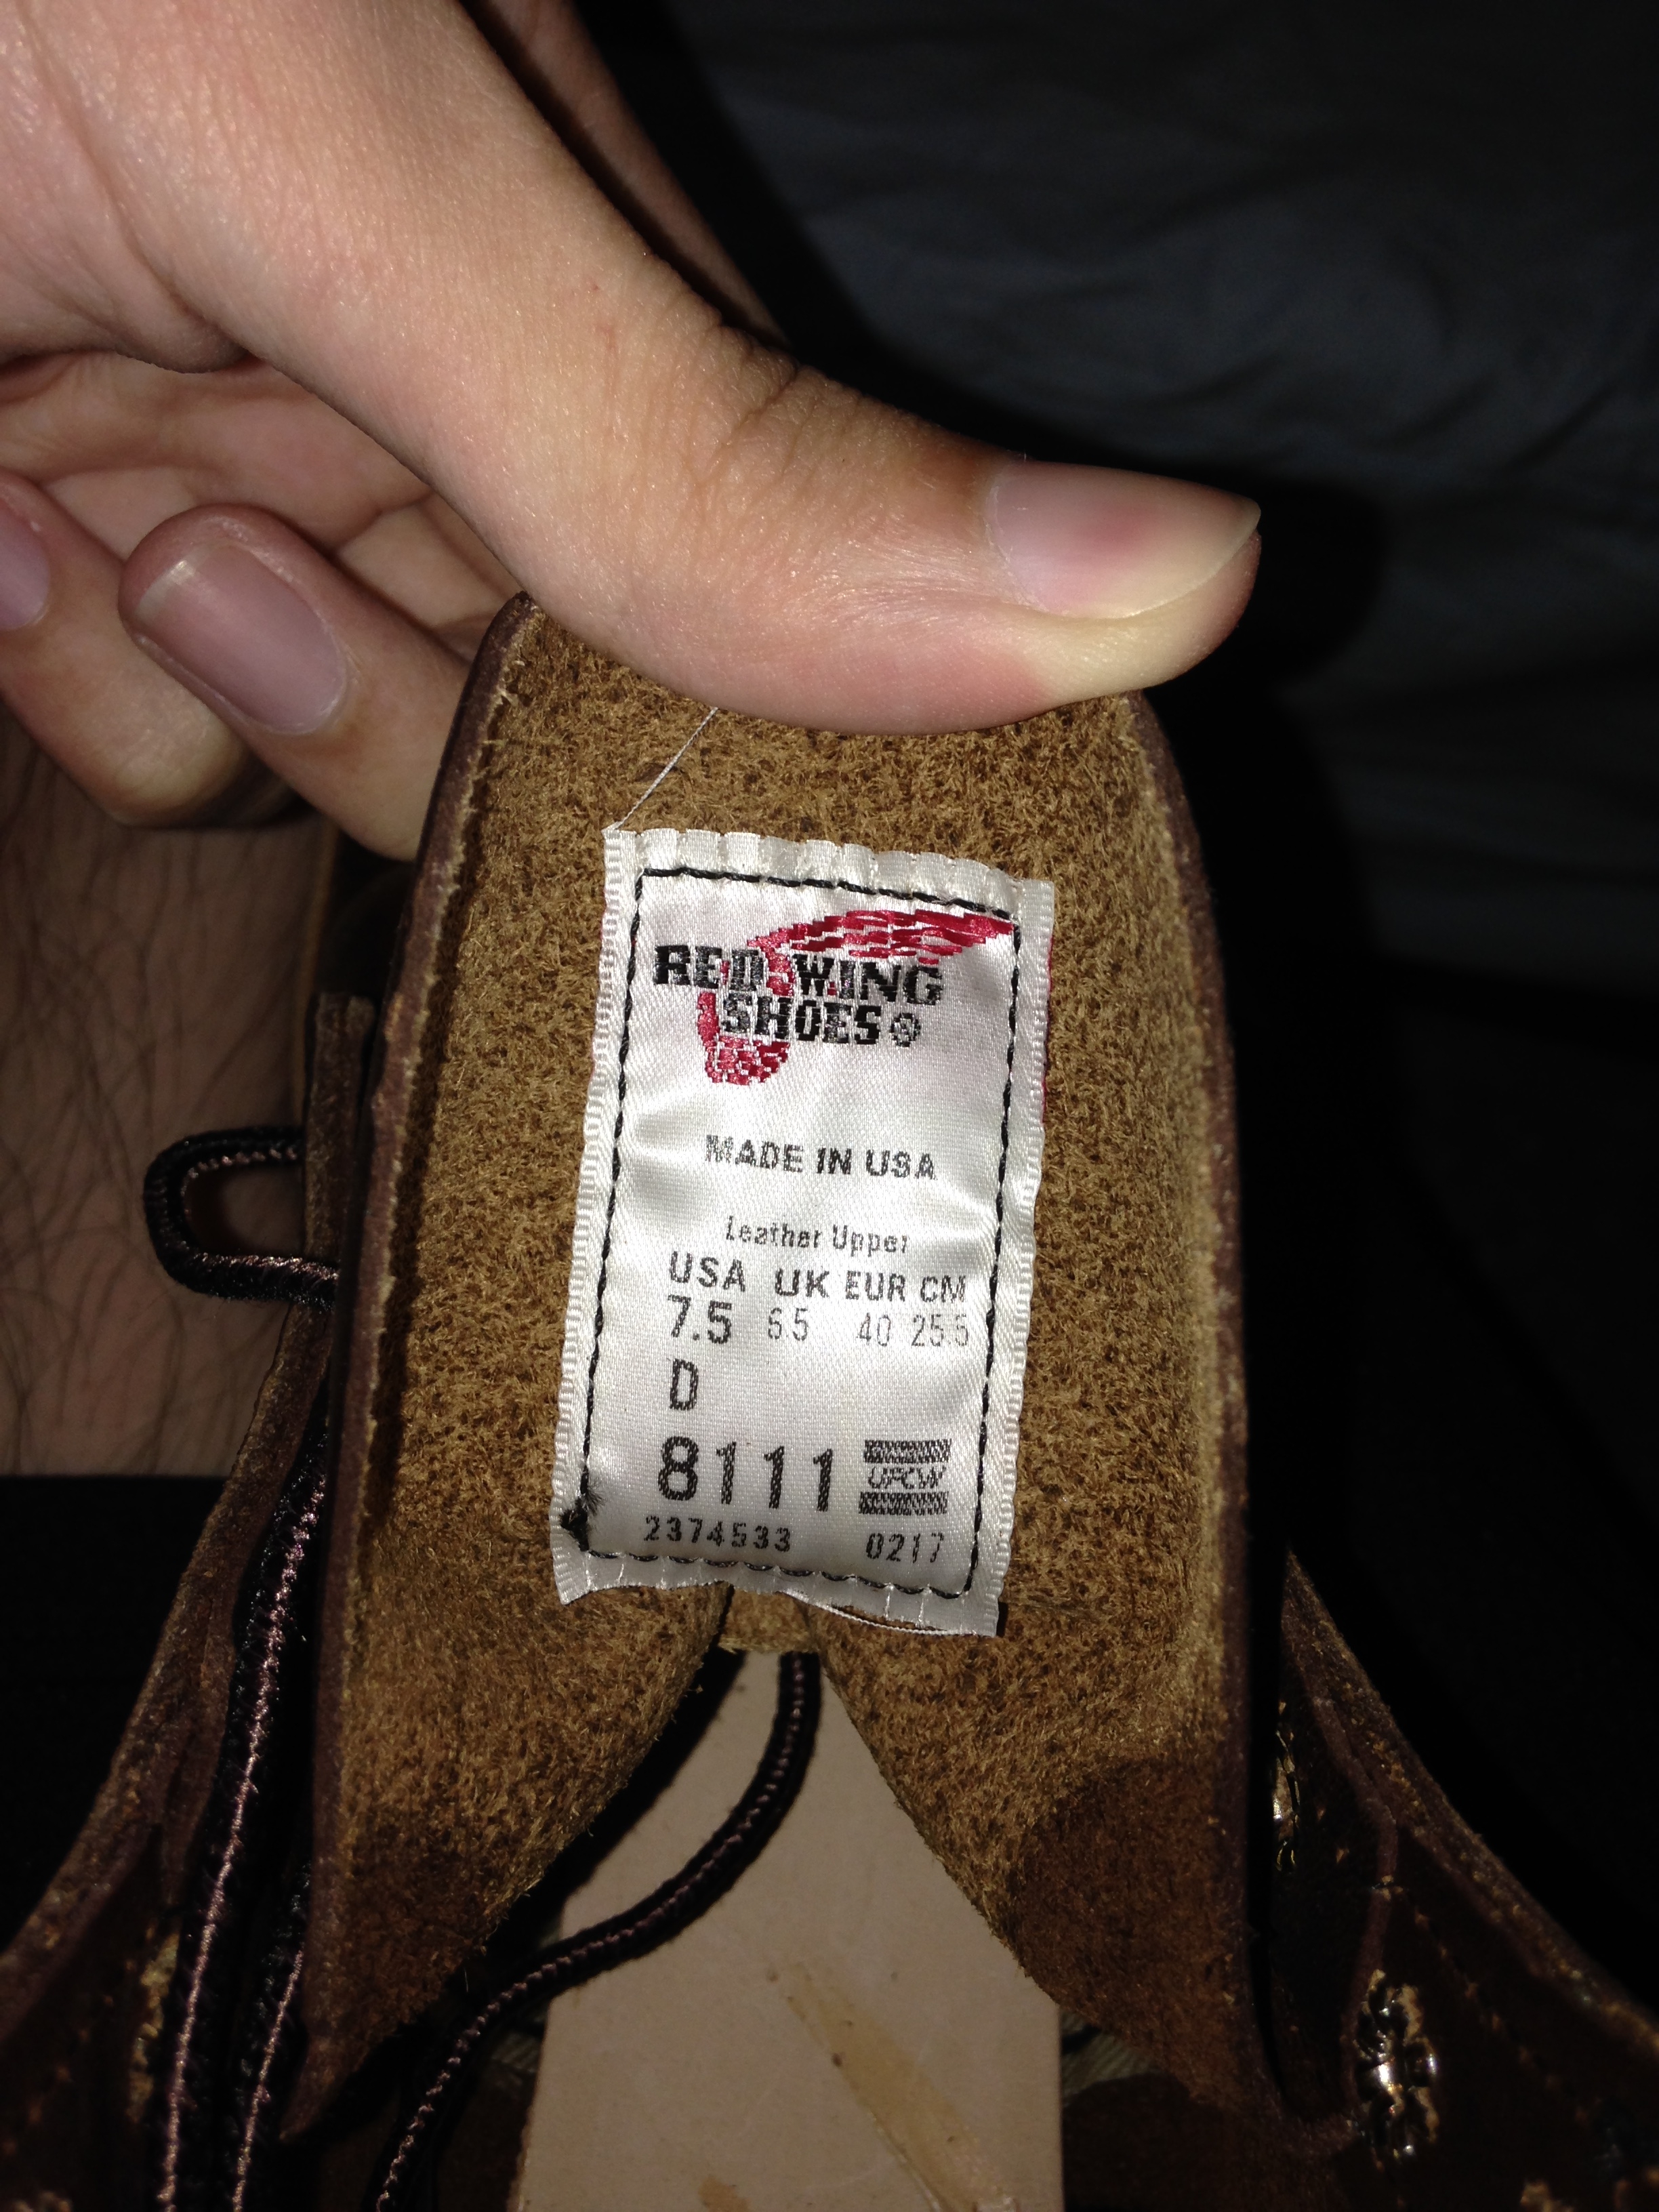 RED WING
SHOES®
MADE IN USA
Leather Upper
USA UK EUR CM
7.5 6.5 40 25.5
D
8111 UFCW
2374533 0217